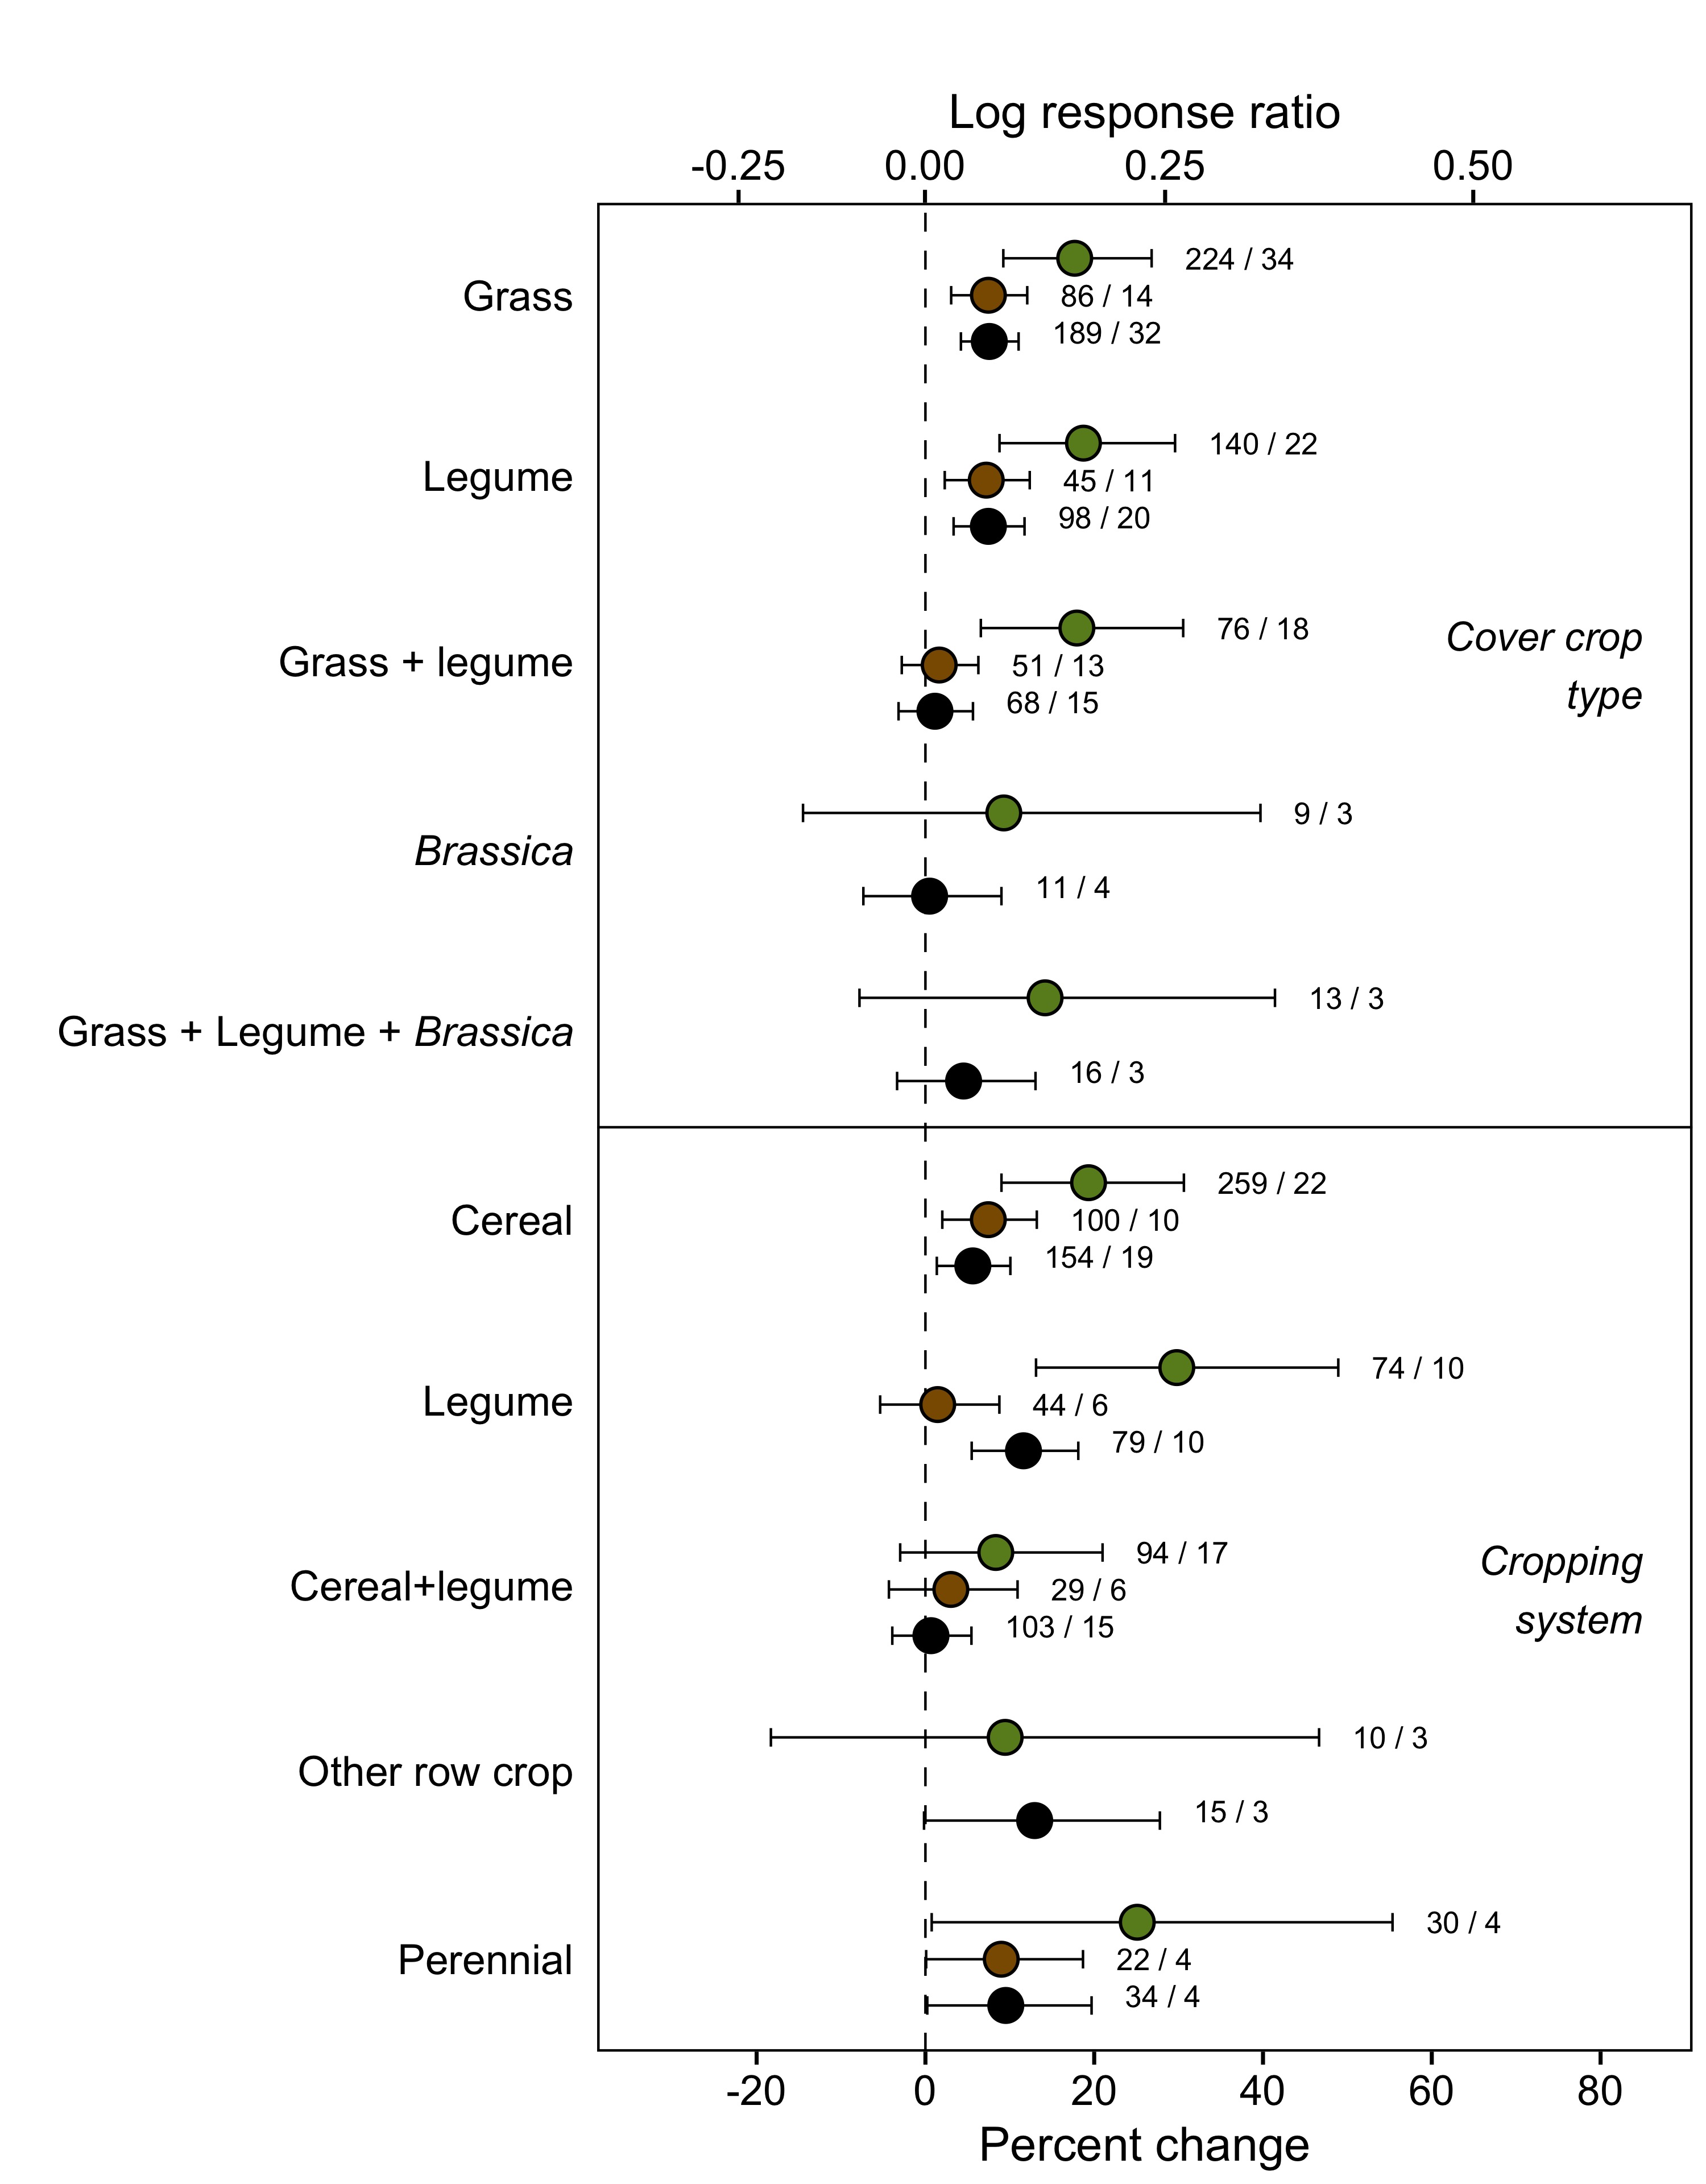 Log response ratio
-0.25 0.00 0.25 0.50
224 / 34
Grass 86 / 14
189 / 32
140 / 22
Legume 45 / 11
98 / 20
76 / 18 Cover crop
Grass + legume 51 / 13
68 / 15 type
9 / 3
Brassica
11 / 4
13 / 3
Grass + Legume + Brassica
16 / 3
259 / 22
Cereal 100 / 10
154 / 19
74 / 10
Legume 44 / 6
79 / 10
94 / 17 Cropping
Cereal+legume 29 / 6
103 / 15 system
10 / 3
Other row crop
15 / 3
30 / 4
Perennial 22 / 4
34 / 4
-20 0 20 40 60 80
Percent change